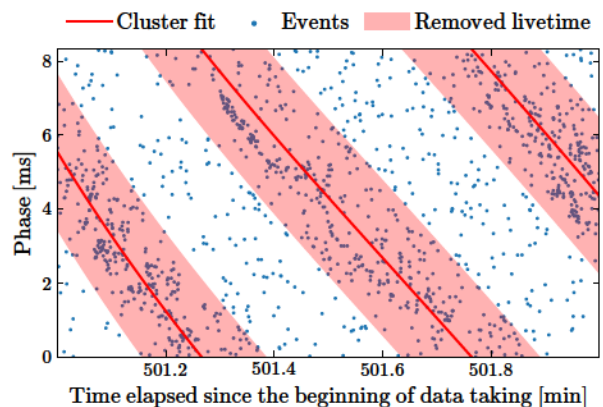 Cluster fit Events Removed livetime
8
6
4
2
0
Phase [ms]
501.2 501.4 501.6 501.8
Time elapsed since the beginning of data taking [min]